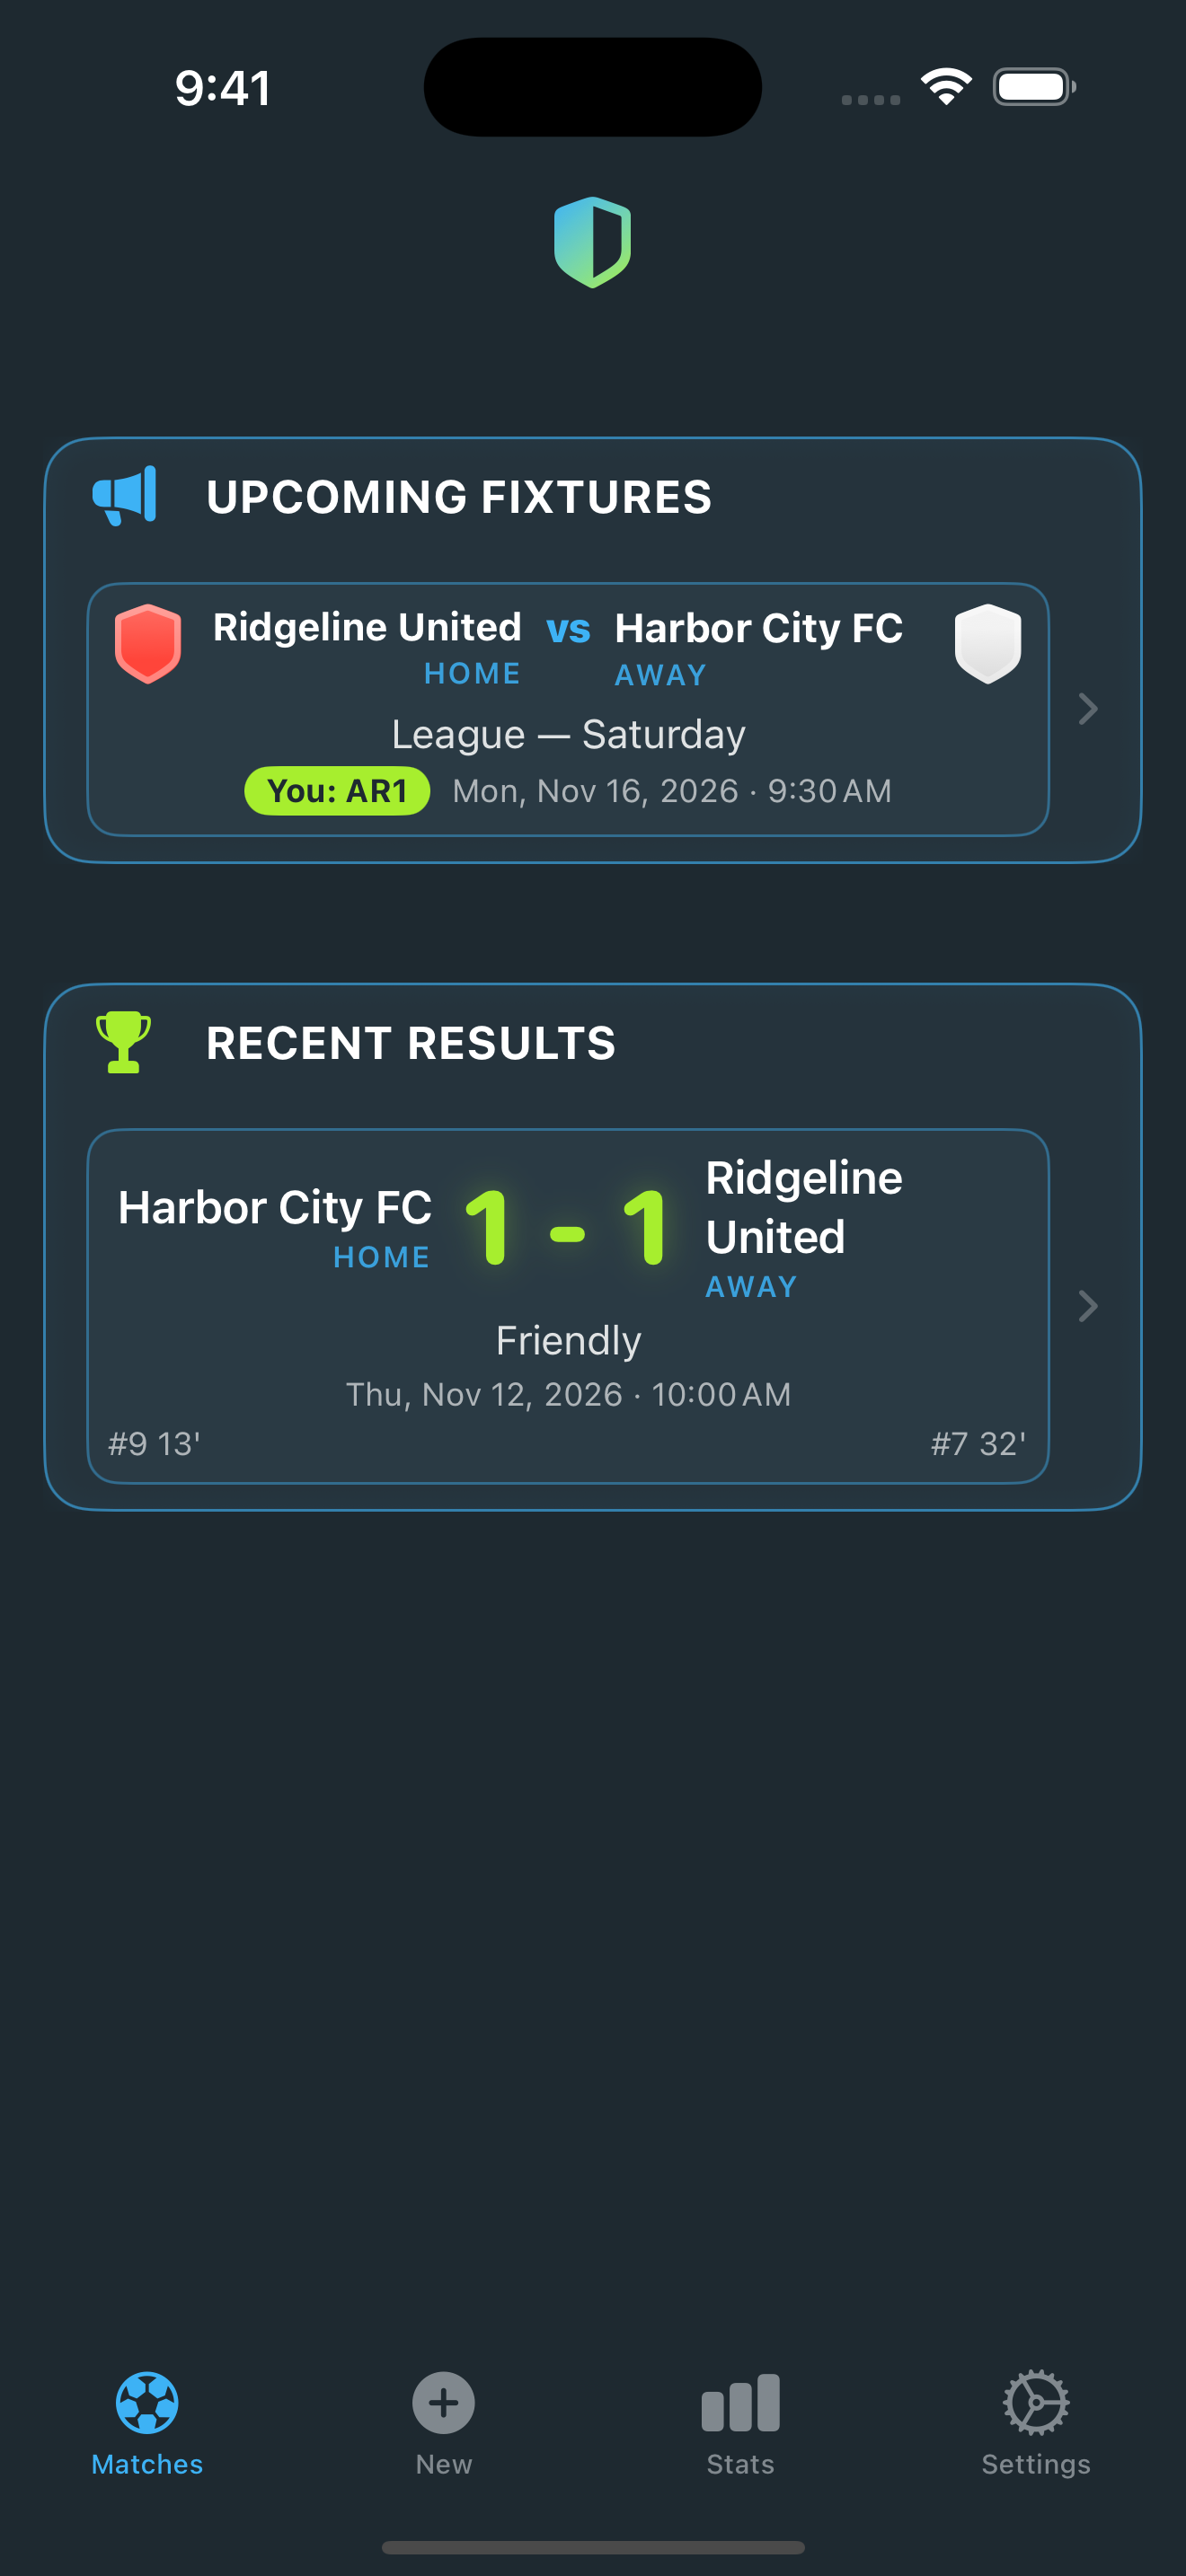 9:41
UPCOMING FIXTURES
Ridgeline United vs Harbor City FC
HOME AWAY
League — Saturday
You: AR1 Mon, Nov 16, 2026 · 9:30 AM
RECENT RESULTS
Harbor City FC 1 - 1 Ridgeline United
HOME AWAY
Friendly
Thu, Nov 12, 2026 · 10:00 AM
#9 13' #7 32'
Matches New Stats Settings